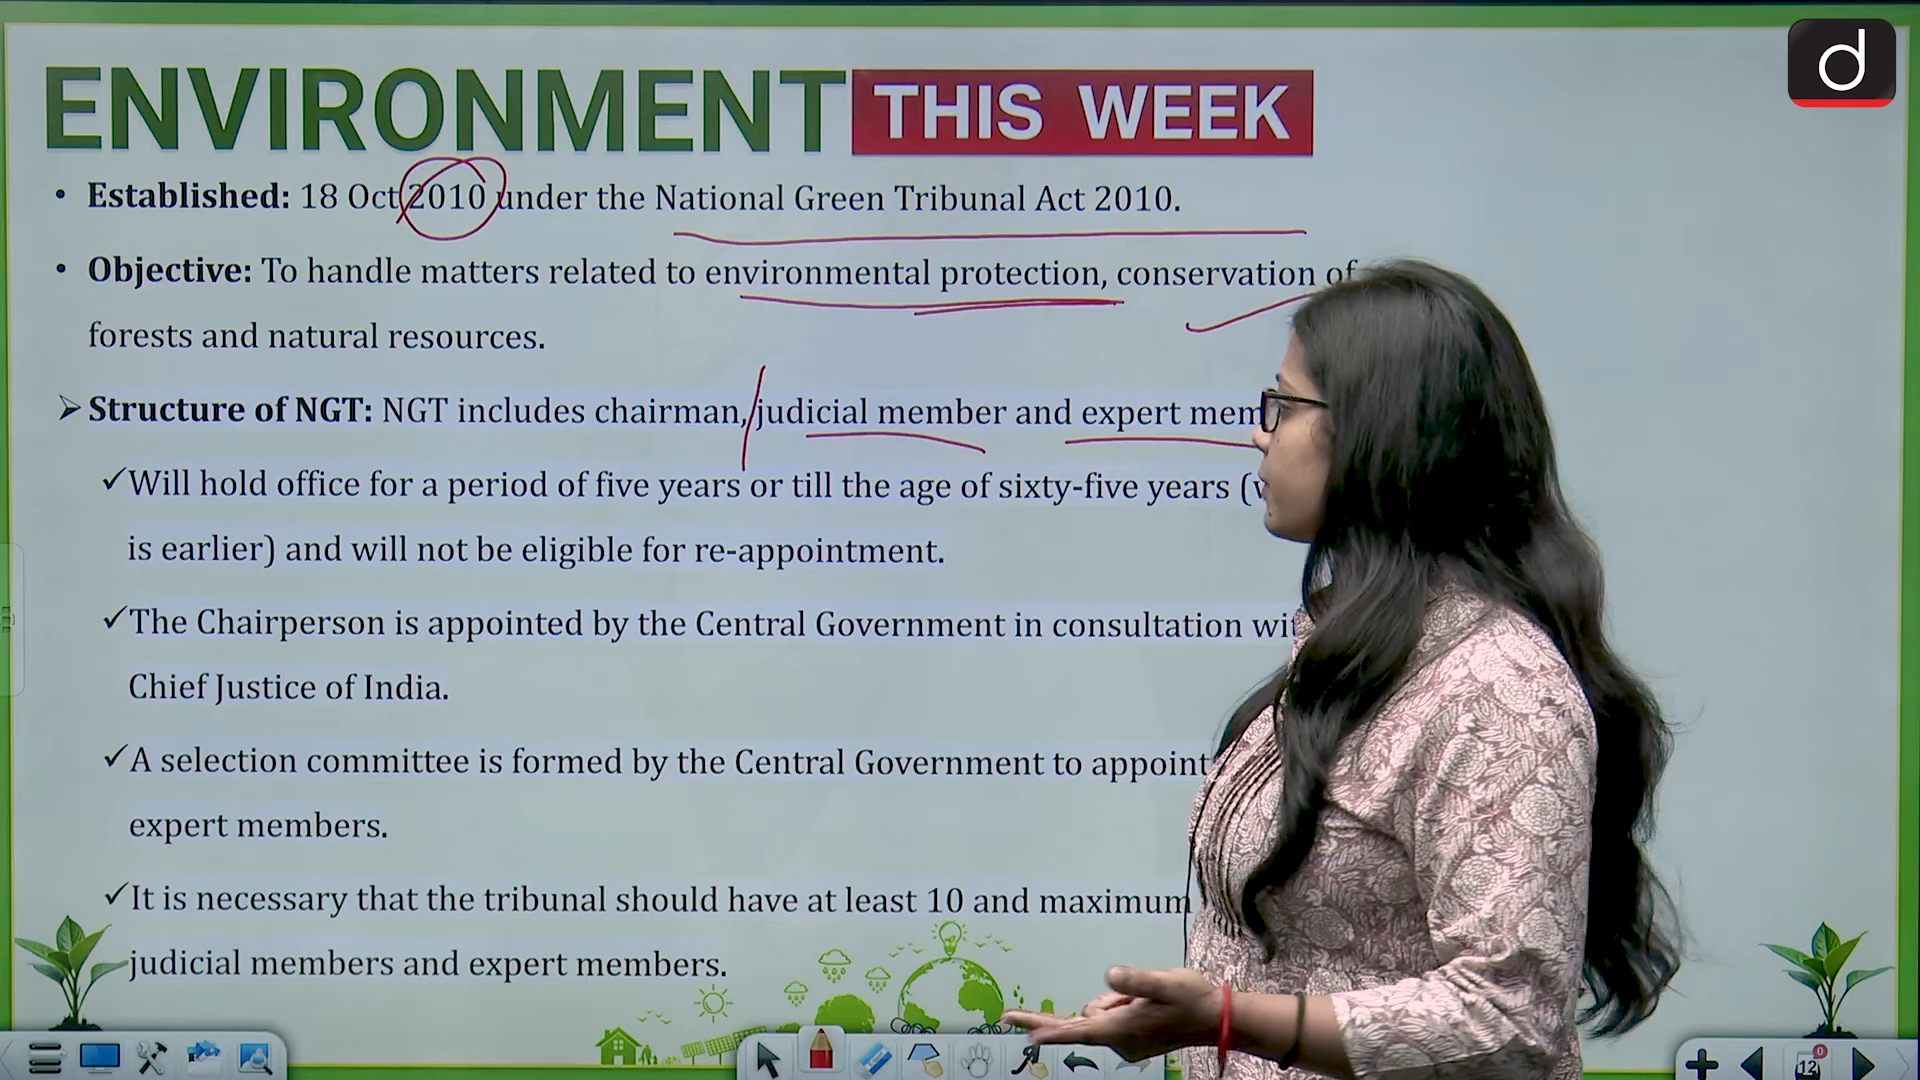 ENVIRONMENT THIS WEEK
d
• Established: 18 Oct 2010 under the National Green Tribunal Act 2010.
• Objective: To handle matters related to environmental protection, conservation of
forests and natural resources.
➢ Structure of NGT: NGT includes chairman, judicial member and expert mem
✓ Will hold office for a period of five years or till the age of sixty-five years (
is earlier) and will not be eligible for re-appointment.
✓ The Chairperson is appointed by the Central Government in consultation wit
Chief Justice of India.
✓ A selection committee is formed by the Central Government to appoint
expert members.
✓ It is necessary that the tribunal should have at least 10 and maximum
judicial members and expert members.
12
0